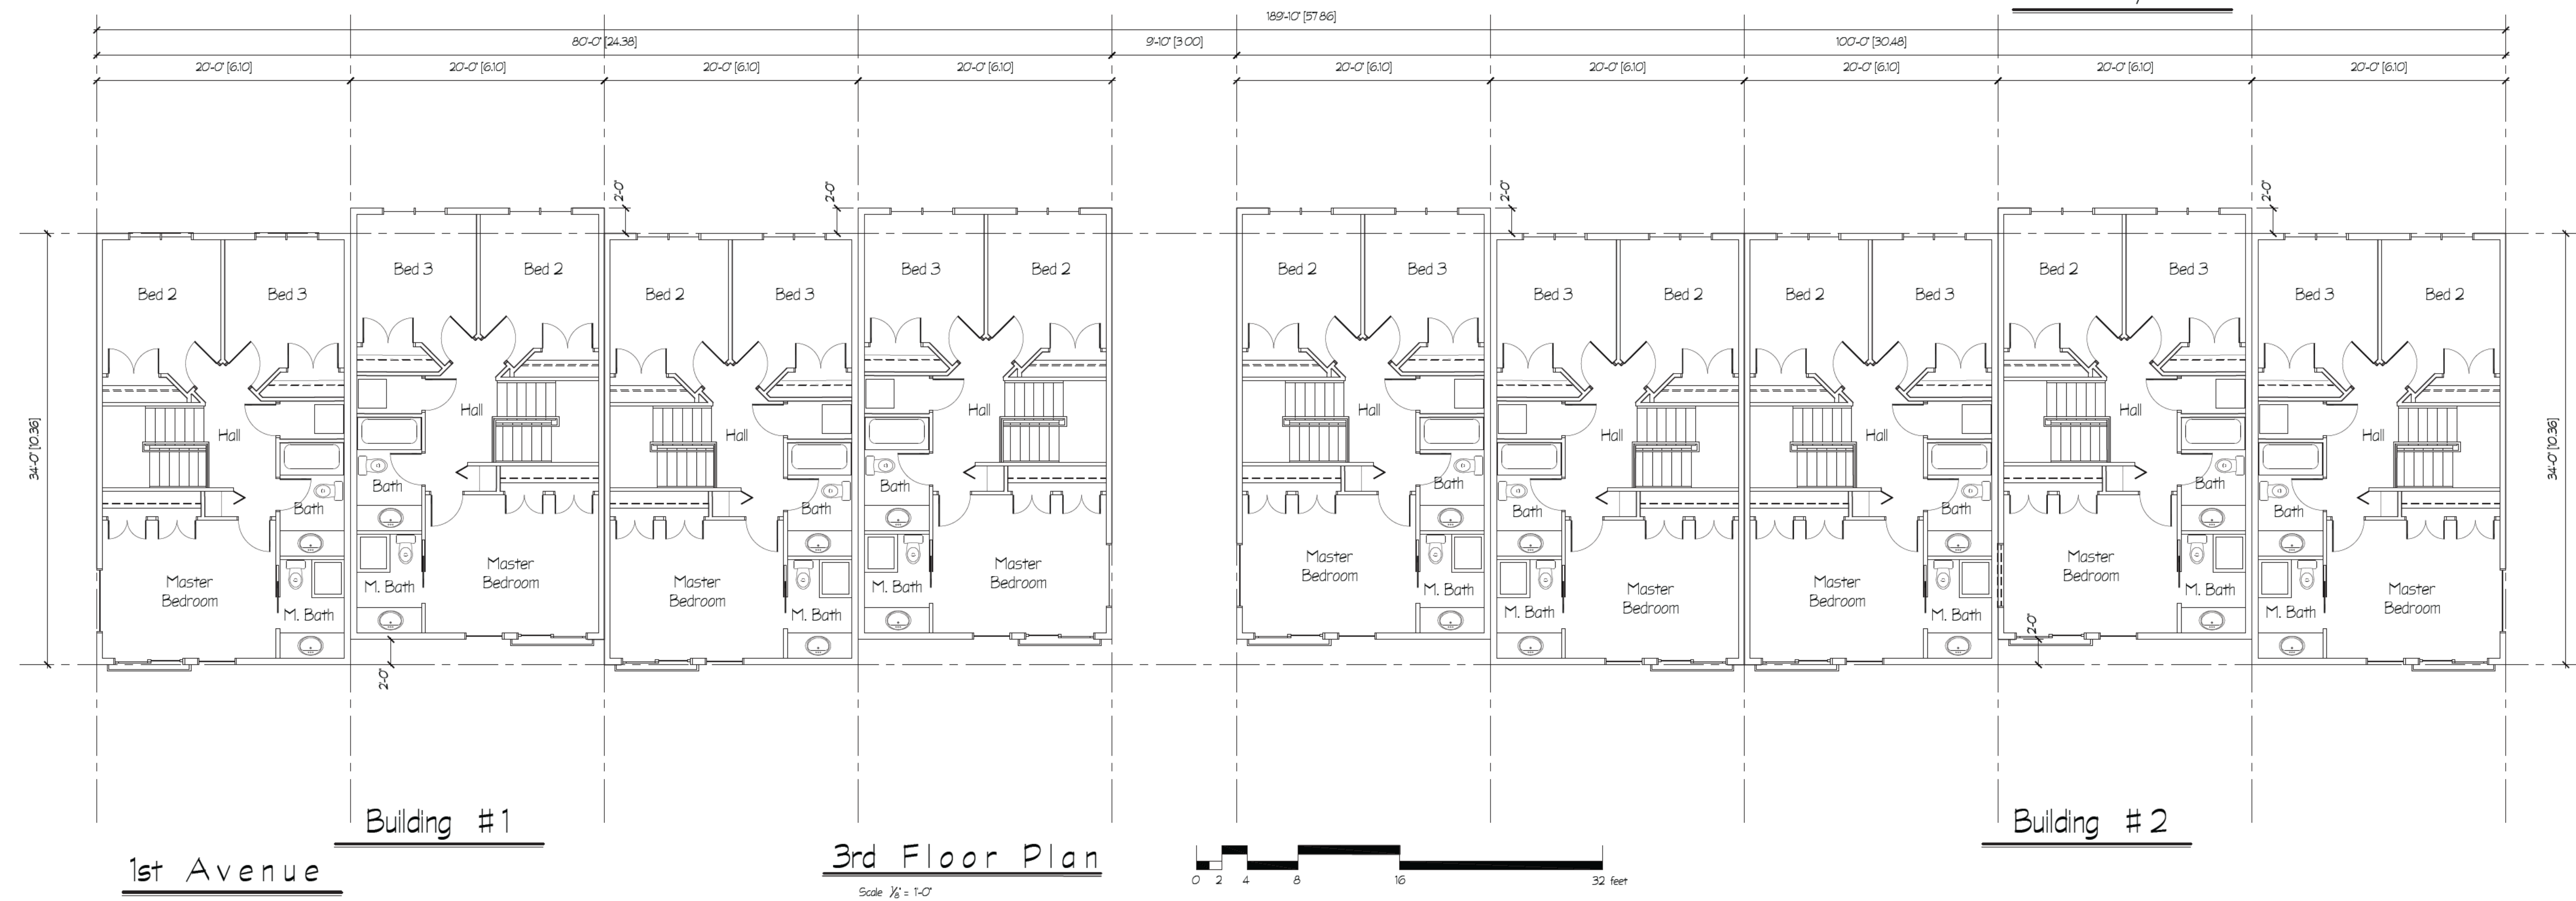 189'-10" [57.86]
80'-0" [24.38] 9'-10" [3.00] 100'-0" [30.48]
20'-0" [6.10] 20'-0" [6.10] 20'-0" [6.10] 20'-0" [6.10] 20'-0" [6.10] 20'-0" [6.10] 20'-0" [6.10] 20'-0" [6.10] 20'-0" [6.10]
2'-0" 2'-0" 2'-0" 2'-0"
Bed 3 Bed 2 Bed 3 Bed 2 Bed 2 Bed 3 Bed 2 Bed 3
Bed 2 Bed 3 Bed 2 Bed 3 Bed 3 Bed 2 Bed 2 Bed 3 Bed 3 Bed 2
Hall Hall Hall Hall
Hall Hall Hall Hall Hall
34'-0" [10.36] 34'-0" [10.36]
Bath Bath Bath Bath
Bath Bath Bath Bath Bath
Master Master Master Master
Bedroom Bedroom Bedroom Bedroom
Master Master Master Master Master
Bedroom Bedroom Bedroom Bedroom Bedroom
M. Bath M. Bath M. Bath M. Bath
M. Bath M. Bath M. Bath M. Bath M. Bath
2'-0" 2'-0"
Building #1 Building #2
1st Avenue
3rd Floor Plan
Scale 1/8" = 1'-0"
0 2 4 8 16 32 feet